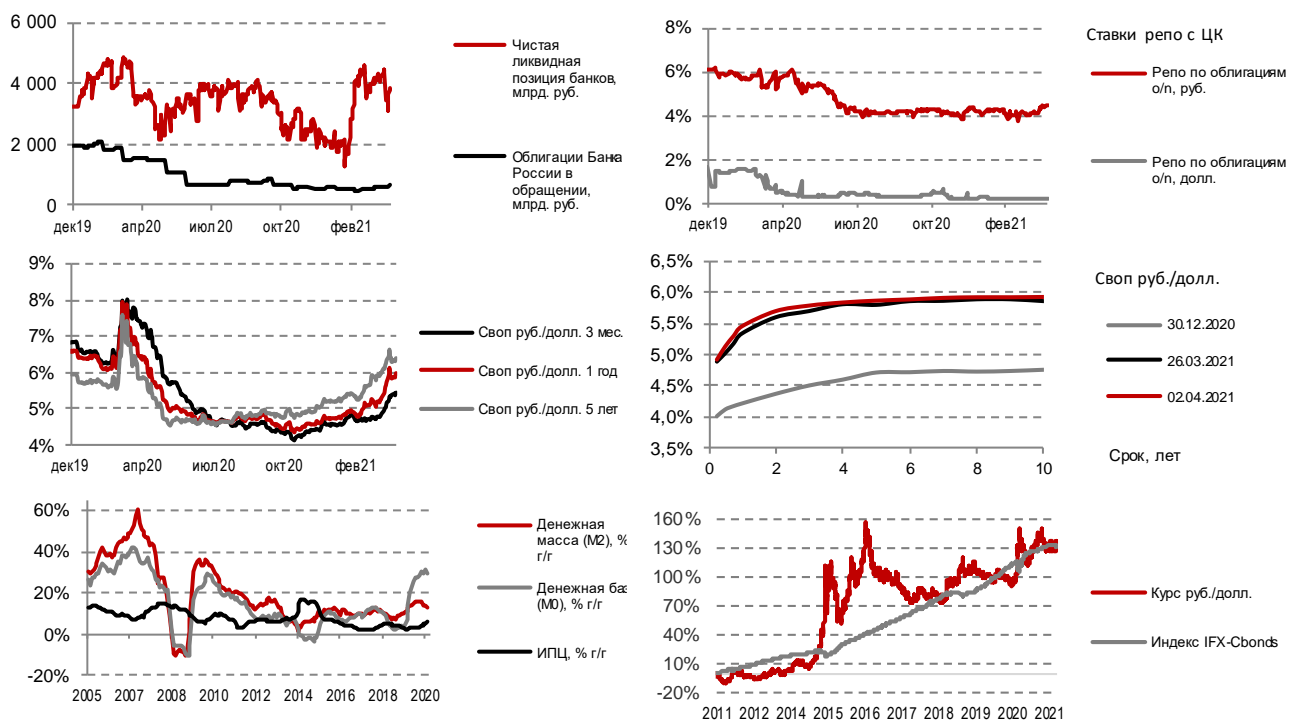 6 000
4 000
2 000
0
дек19
апр20
июл20
окт20
фев21
Чистая
ликвидная
позиция банков,
млрд. руб.
Облигации Банка
России в
обращении,
млрд. руб.
8%
6%
4%
2%
0%
дек19
апр20
июл20
окт20
фев21
Ставки репо с ЦК
Репо по облигациям
o/n, руб.
Репо по облигациям
o/n, долл.
9%
8%
7%
6%
5%
4%
дек19
апр20
июл20
окт20
фев21
Своп руб./долл. 3 мес.
Своп руб./долл. 1 год
Своп руб./долл. 5 лет
6,5%
6,0%
5,5%
5,0%
4,5%
4,0%
3,5%
0
2
4
6
8
10
Своп руб./долл.
30.12.2020
26.03.2021
02.04.2021
Срок, лет
60%
40%
20%
0%
-20%
2005
2007
2008
2010
2012
2014
2016
2017
2019
2020
Денежная
масса (М2), %
г/г
Денежная баз
(М0), % г/г
ИПЦ, % г/г
160%
130%
100%
70%
40%
10%
-20%
2011
2012
2014
2015
2016
2017
2018
2019
2020
2021
Курс руб./долл.
Индекс IFX-Cbonds